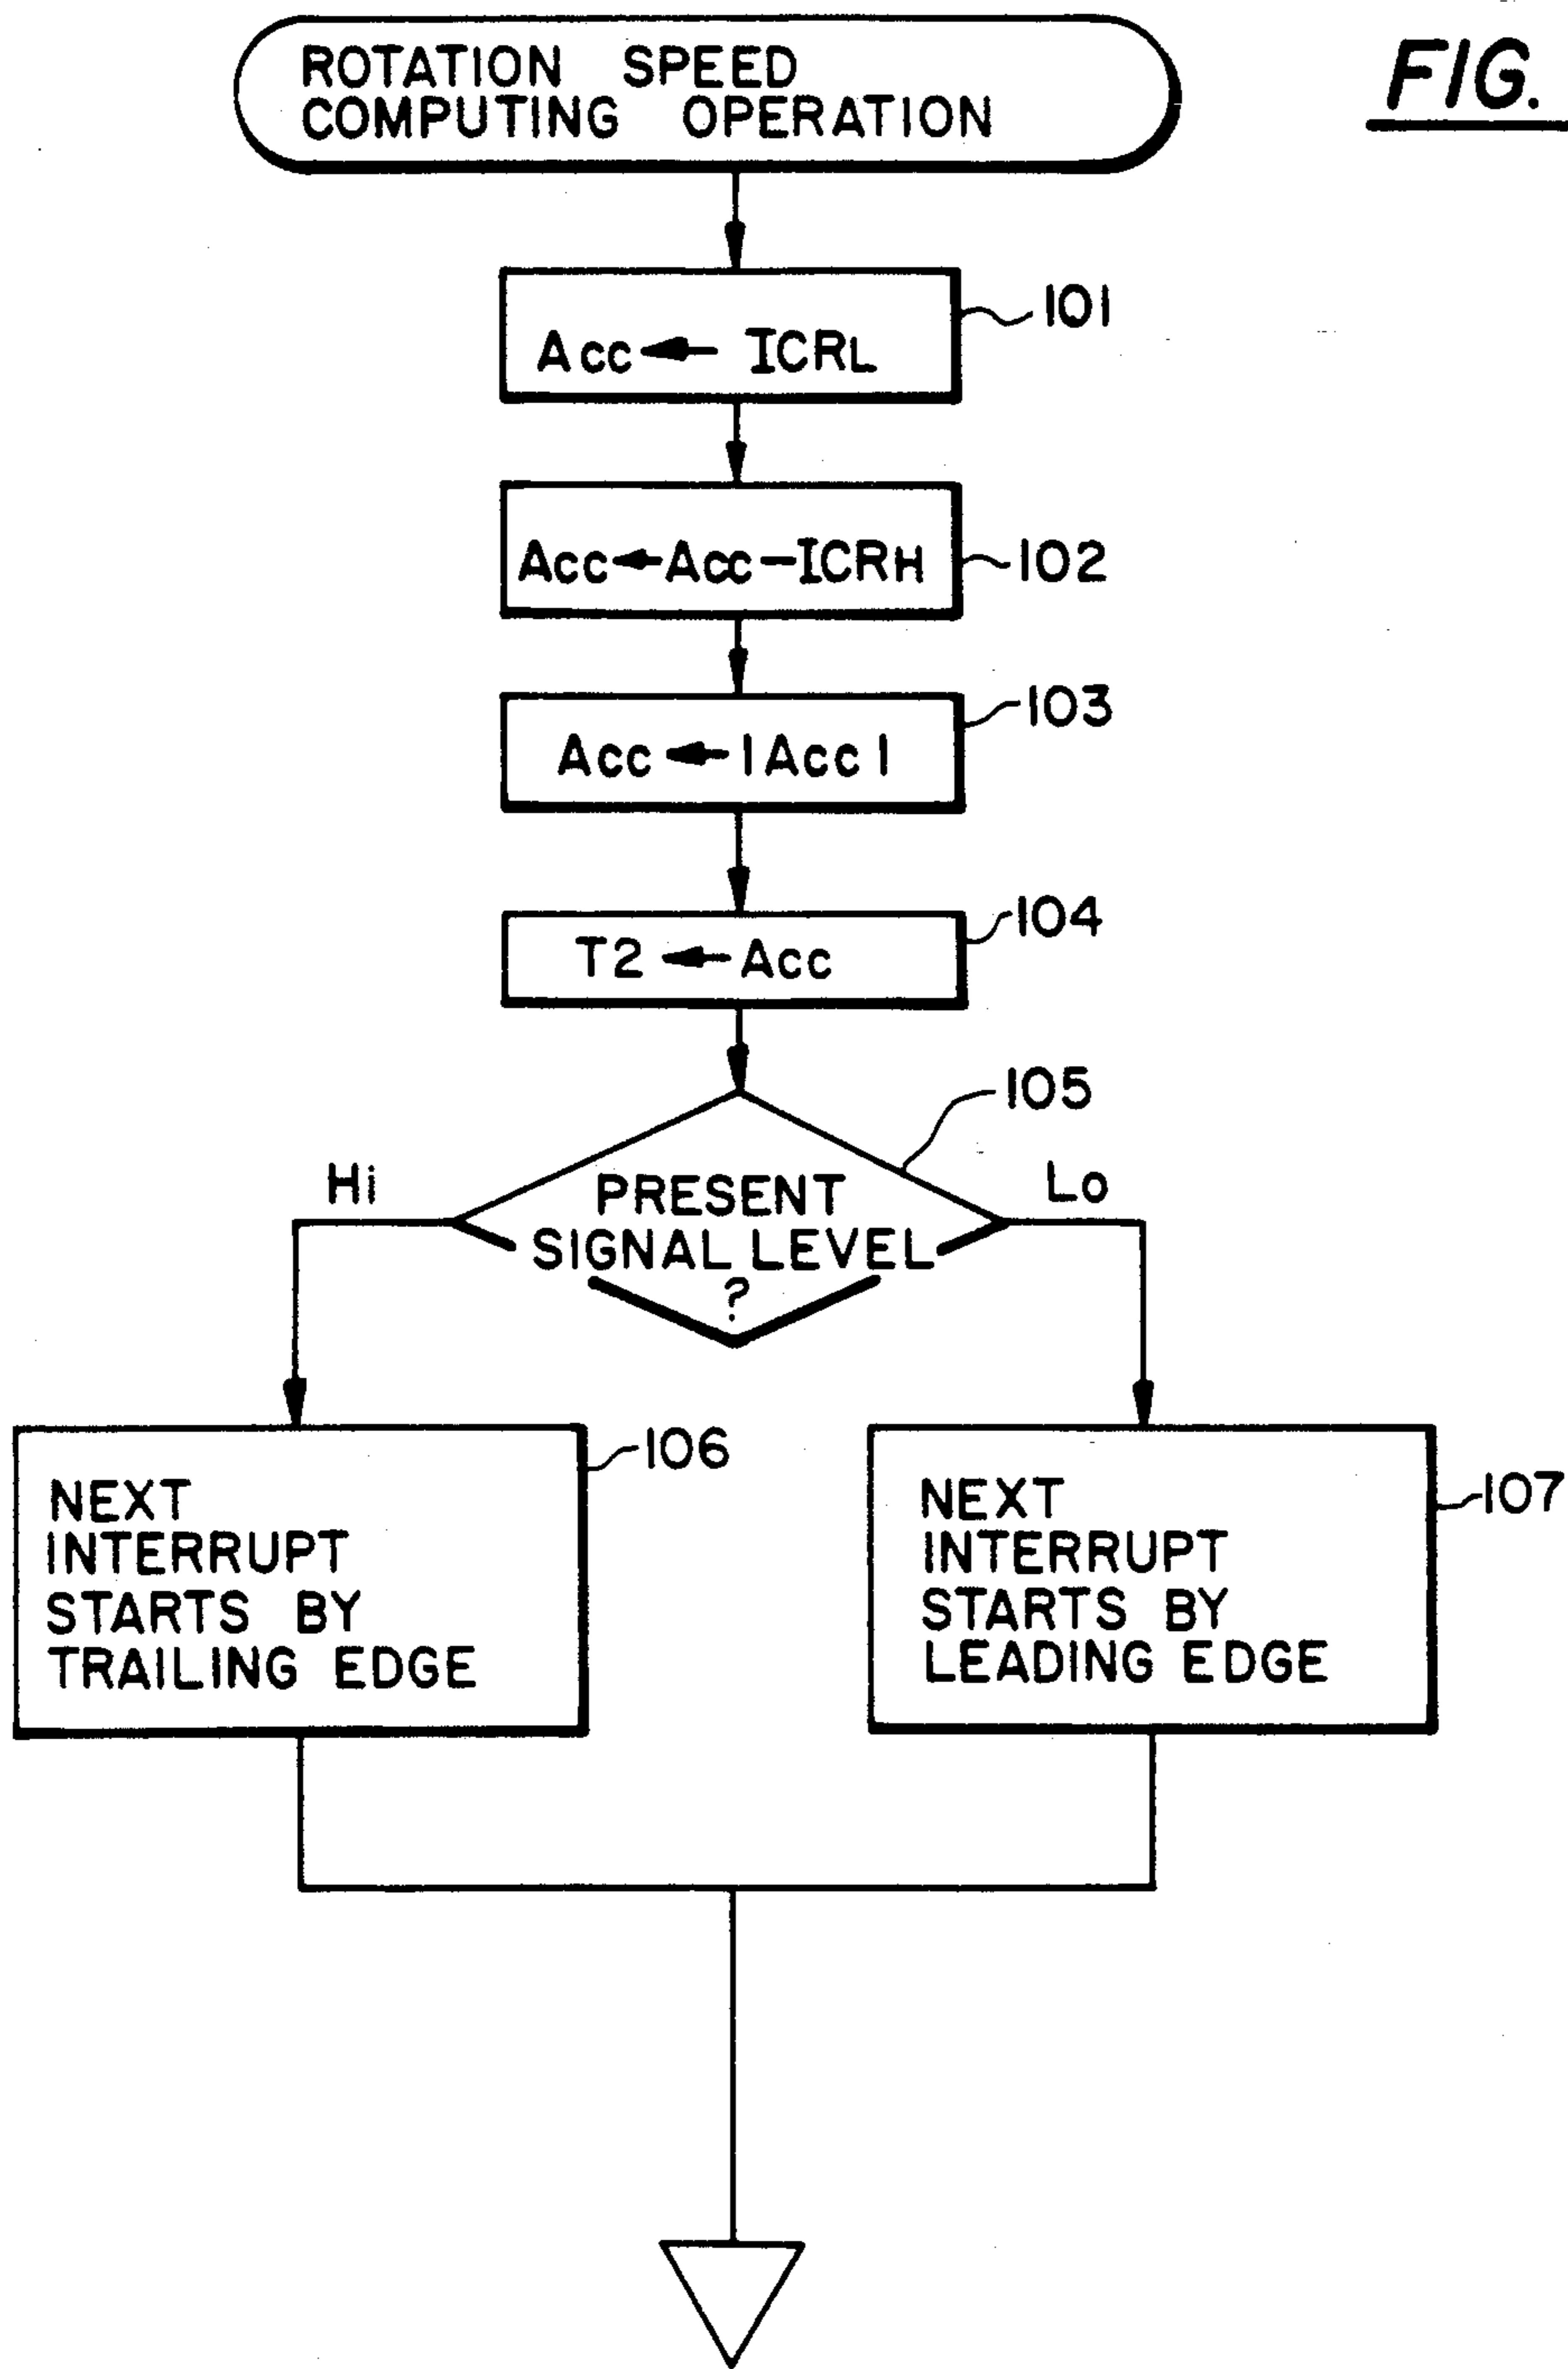 ROTATION SPEED
COMPUTING OPERATION
FIG.
Acc ← ICRL
101
Acc←Acc−ICRH
102
Acc ← |Acc|
103
T2 ← Acc
104
105
Hi
PRESENT
SIGNAL LEVEL
?
Lo
NEXT
INTERRUPT
STARTS BY
TRAILING EDGE
106
NEXT
INTERRUPT
STARTS BY
LEADING EDGE
107